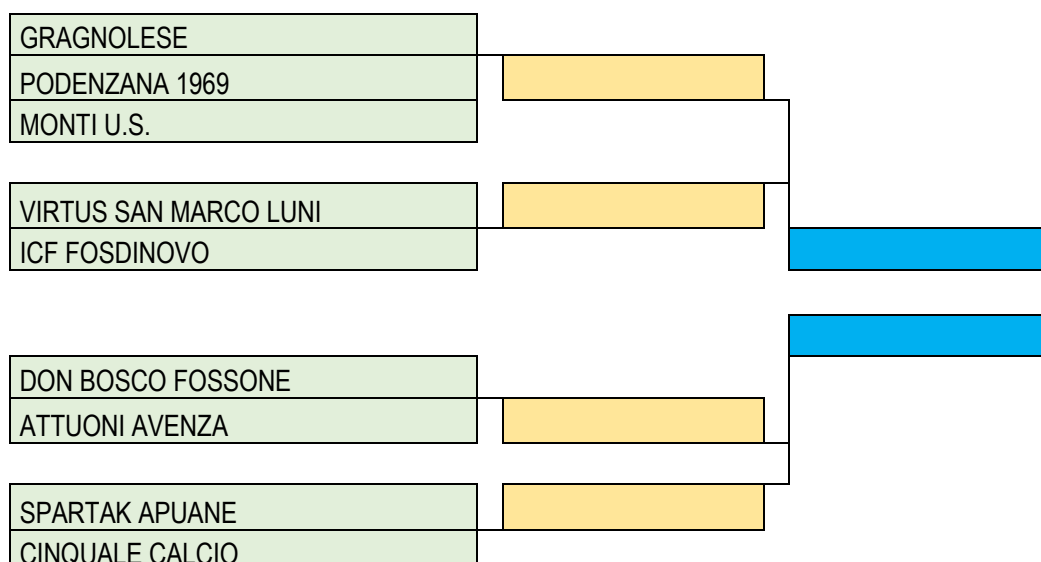 GRAGNOLESE
PODENZANA 1969
MONTI U.S.
VIRTUS SAN MARCO LUNI
ICF FOSDINOVO
DON BOSCO FOSSONE
ATTUONI AVENZA
SPARTAK APUANE
CINQUALE CALCIO